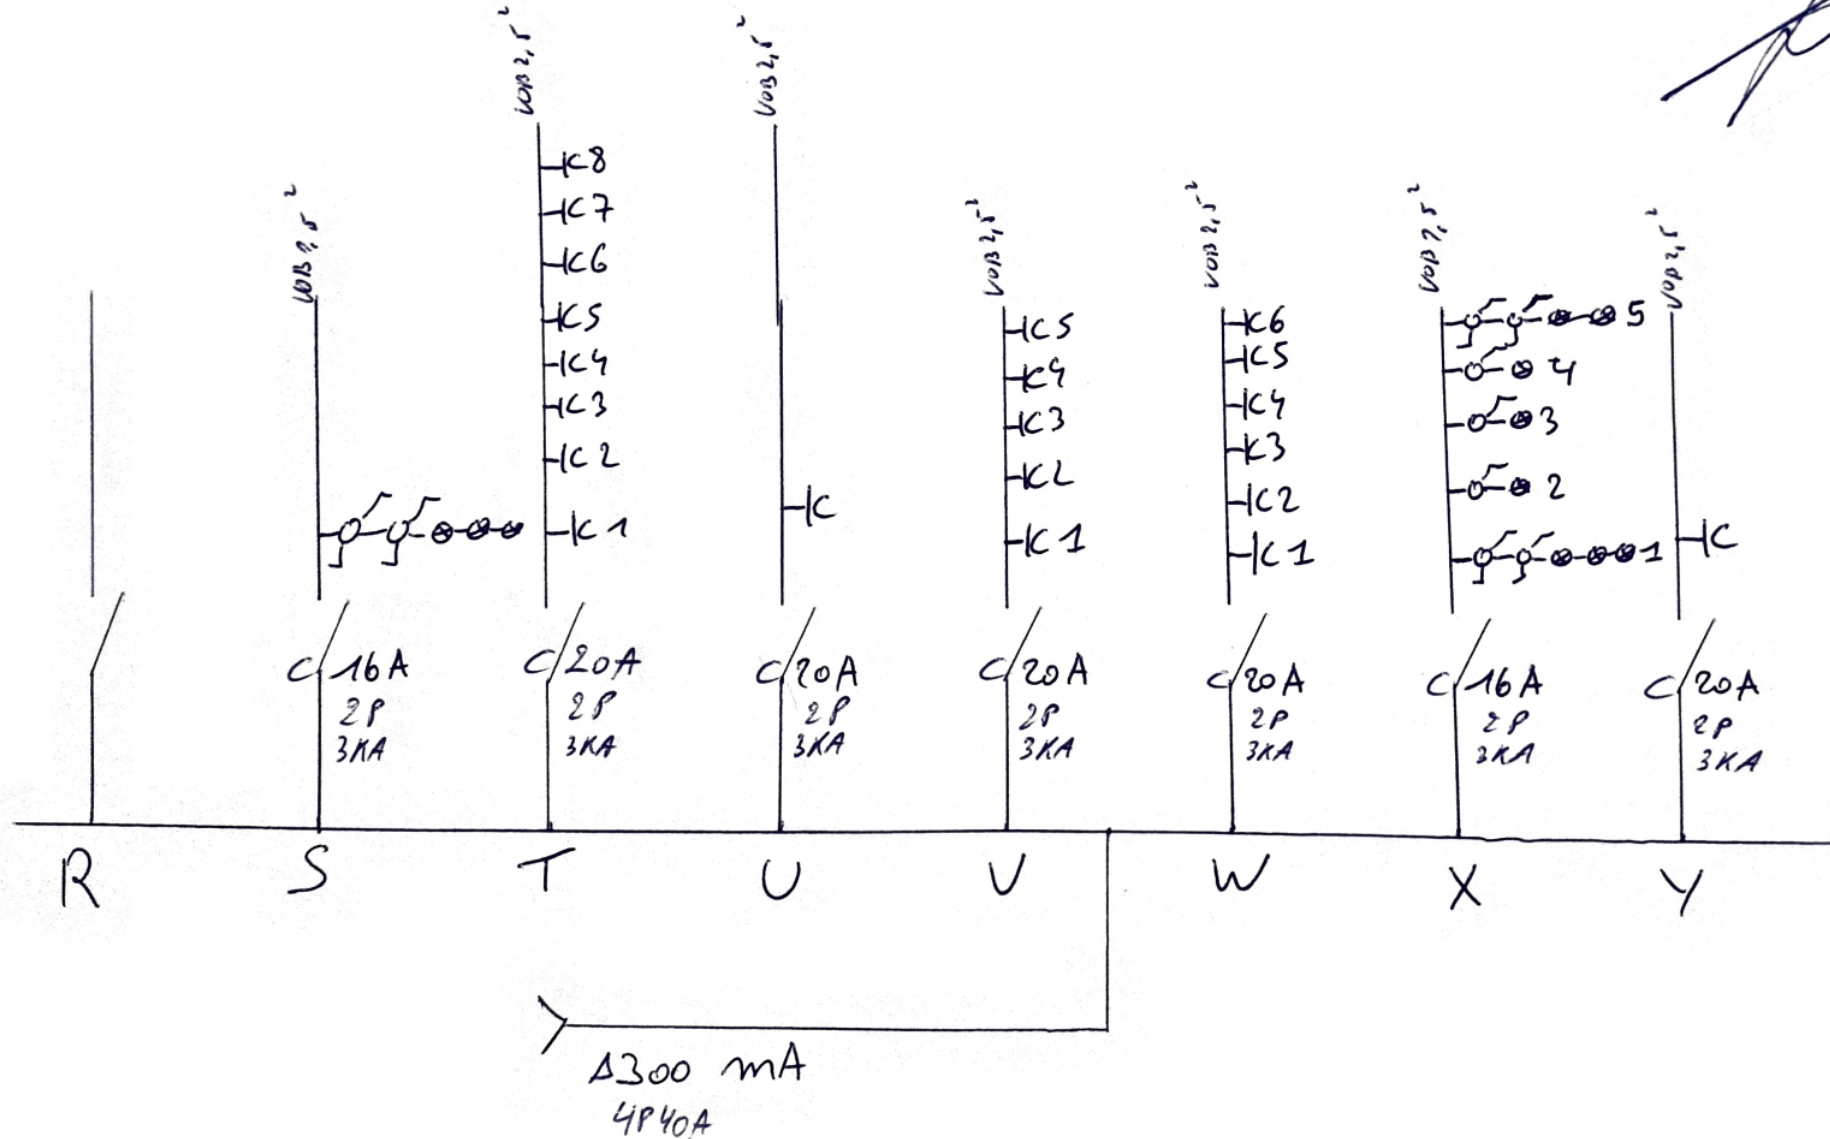 VOB 2,5²
K8
K7
K6
K5
K4
K3
K2
K1
VOB 2,5²
K
VOB 2,5²
VOB 2,5²
K5
K4
K3
K2
K1
VOB 2,5²
K6
K5
K4
K3
K2
K1
VOB 2,5²
5
4
3
2
1
VOB 2,5²
K
C 16A
2P
3KA
C 20A
2P
3KA
C 20A
2P
3KA
C 20A
2P
3KA
C 20A
2P
3KA
C 16A
2P
3KA
C 20A
2P
3KA
R S T U V W X Y
Δ300 mA
4P40A